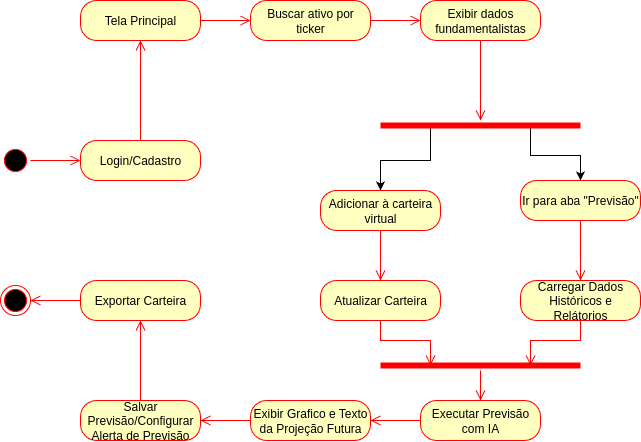 Tela Principal
Buscar ativo por
ticker
Exibir dados
fundamentalistas
Login/Cadastro
Adicionar à carteira
virtual
Ir para aba "Previsão"
Exportar Carteira
Atualizar Carteira
Carregar Dados
Históricos e
Relátorios
Salvar
Previsão/Configurar
Alerta de Previsão
Exibir Grafico e Texto
da Projeção Futura
Executar Previsão
com IA